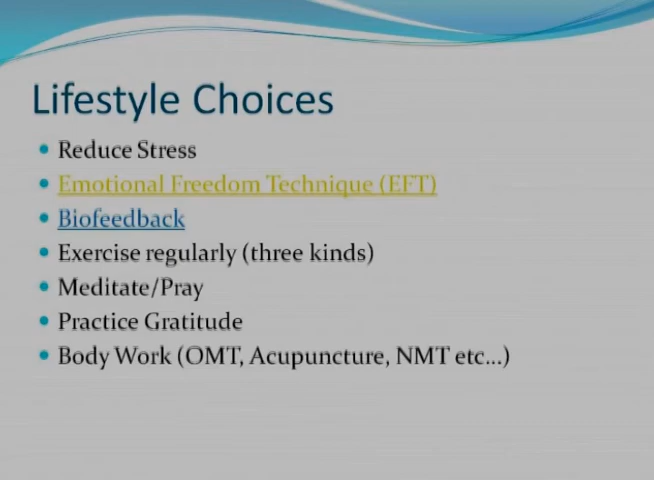 Lifestyle Choices
Reduce Stress
Emotional Freedom Technique (EFT)
Biofeedback
Exercise regularly (three kinds)
Meditate/Pray
Practice Gratitude
Body Work (OMT, Acupuncture, NMT etc...)